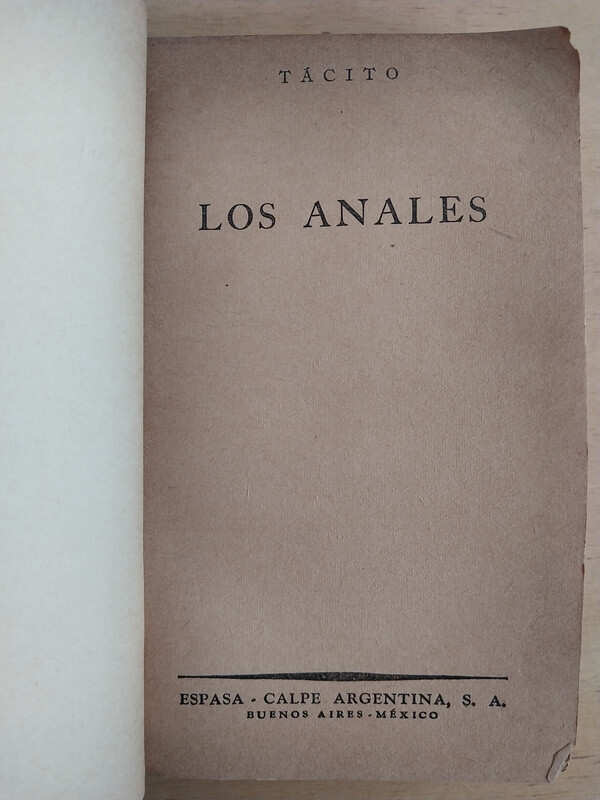 TÁCITO
LOS ANALES
ESPASA - CALPE ARGENTINA, S. A.
BUENOS AIRES - MÉXICO